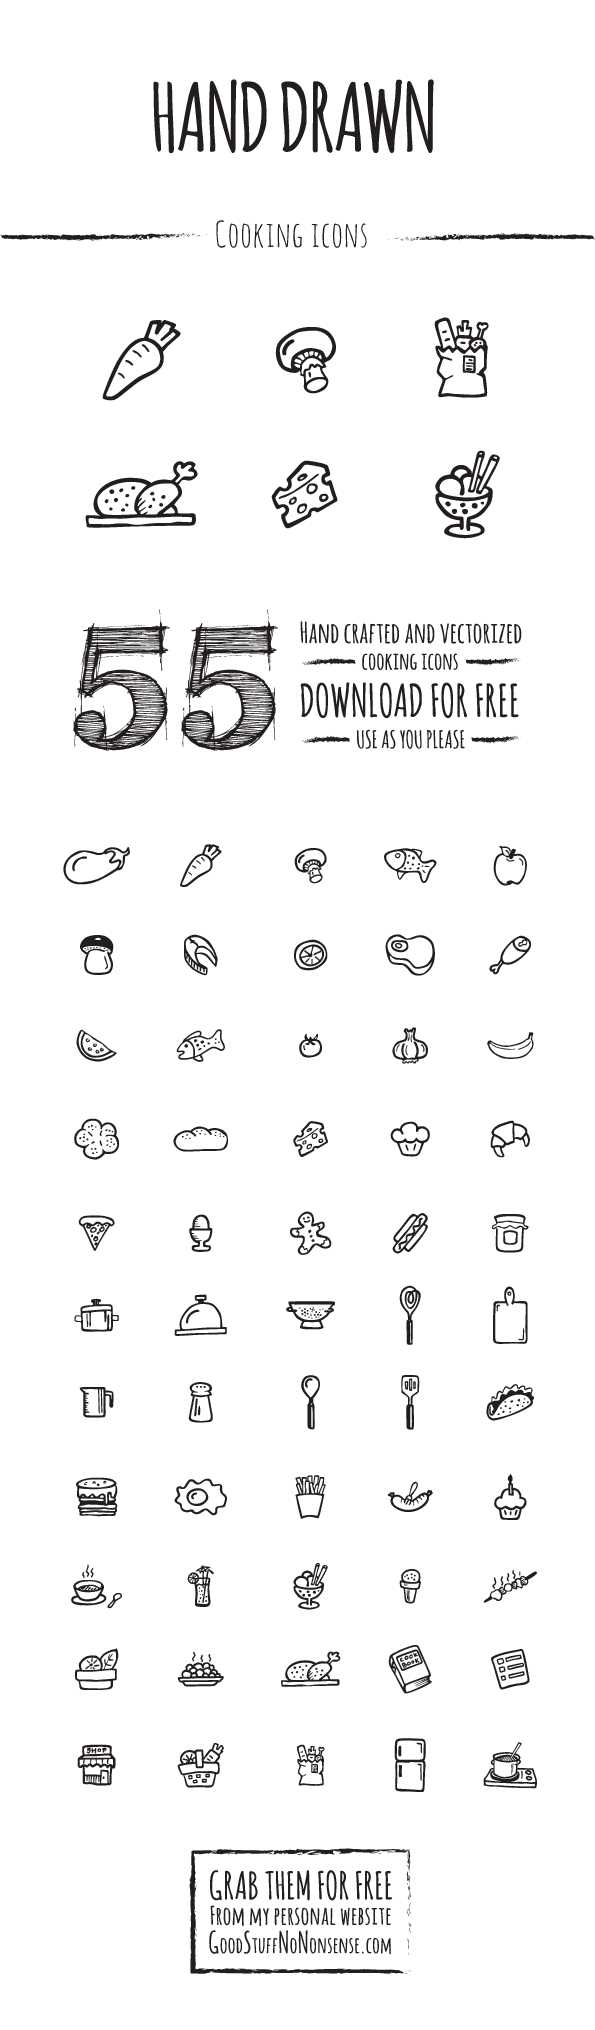 HAND DRAWN
COOKING ICONS
55
HAND CRAFTED AND VECTORIZED
COOKING ICONS
DOWNLOAD FOR FREE
USE AS YOU PLEASE
COOK
BOOK
SHOP
GRAB THEM FOR FREE
FROM MY PERSONAL WEBSITE
GOODSTUFFNONONSENSE.COM